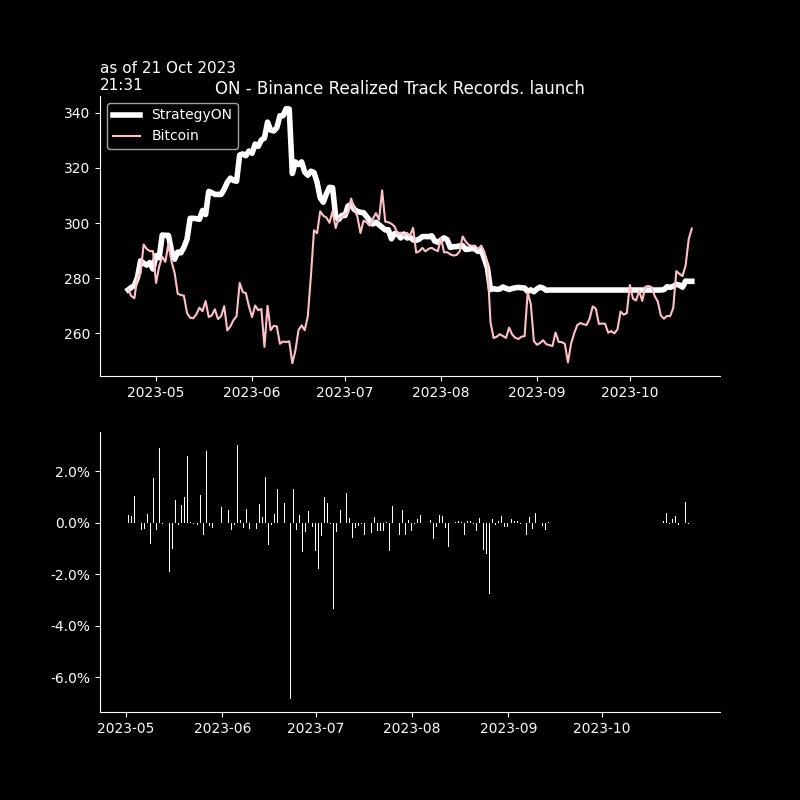 as of 21 Oct 2023
21:31
ON - Binance Realized Track Records. launch
StrategyON
Bitcoin
340
320
300
280
260
2023-05 2023-06 2023-07 2023-08 2023-09 2023-10
2.0%
0.0%
-2.0%
-4.0%
-6.0%
2023-05 2023-06 2023-07 2023-08 2023-09 2023-10